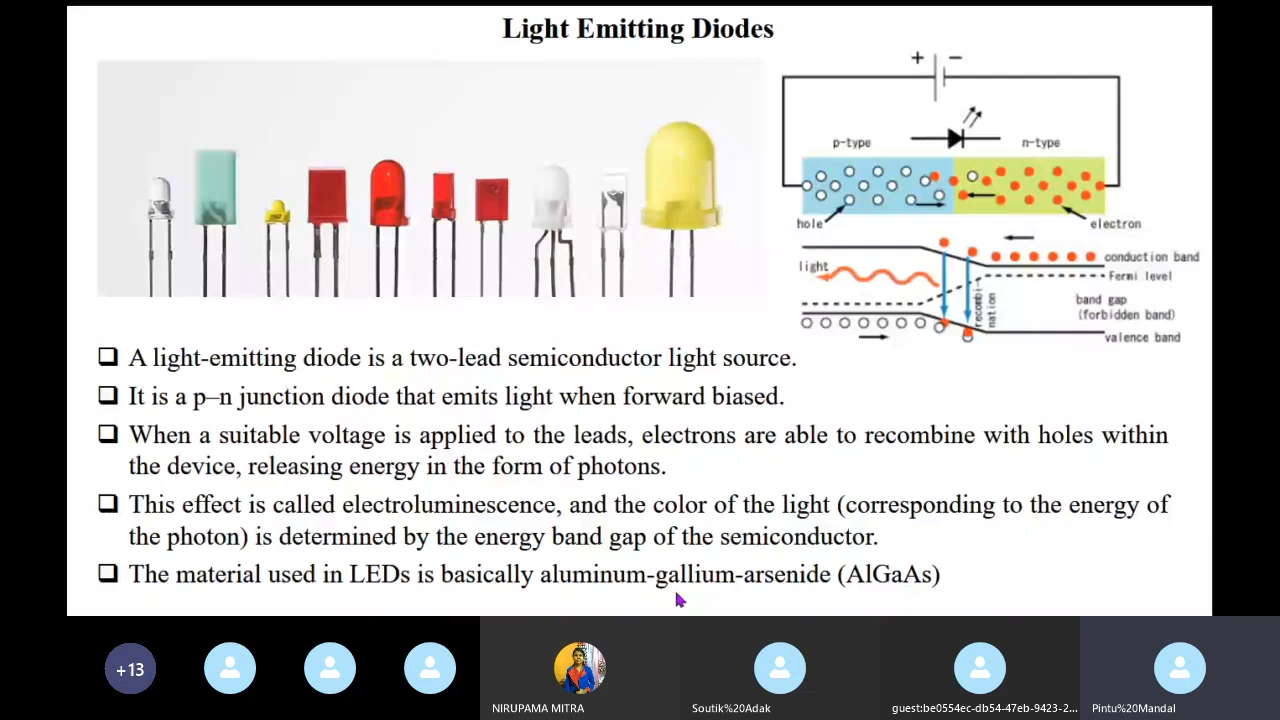 Light Emitting Diodes
+ −
p-type n-type
hole electron
light conduction band
Fermi level
recombi-
nation
band gap
(forbidden band)
valence band
❑ A light-emitting diode is a two-lead semiconductor light source.
❑ It is a p–n junction diode that emits light when forward biased.
❑ When a suitable voltage is applied to the leads, electrons are able to recombine with holes within
the device, releasing energy in the form of photons.
❑ This effect is called electroluminescence, and the color of the light (corresponding to the energy of
the photon) is determined by the energy band gap of the semiconductor.
❑ The material used in LEDs is basically aluminum-gallium-arsenide (AlGaAs)
+13
NIRUPAMA MITRA Soutik%20Adak guest:be0554ec-db54-47eb-9423-2... Pintu%20Mandal